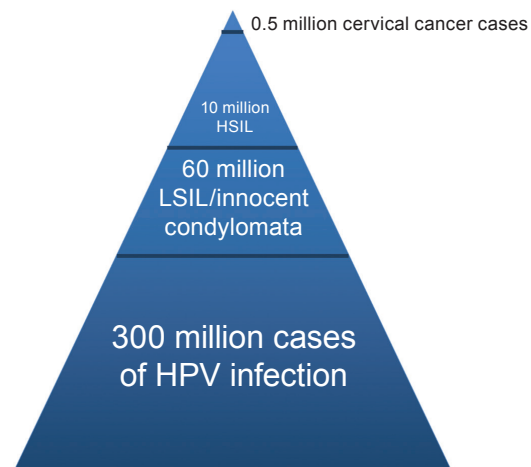 0.5 million cervical cancer cases
10 million
HSIL
60 million
LSIL/innocent
condylomata
300 million cases
of HPV infection